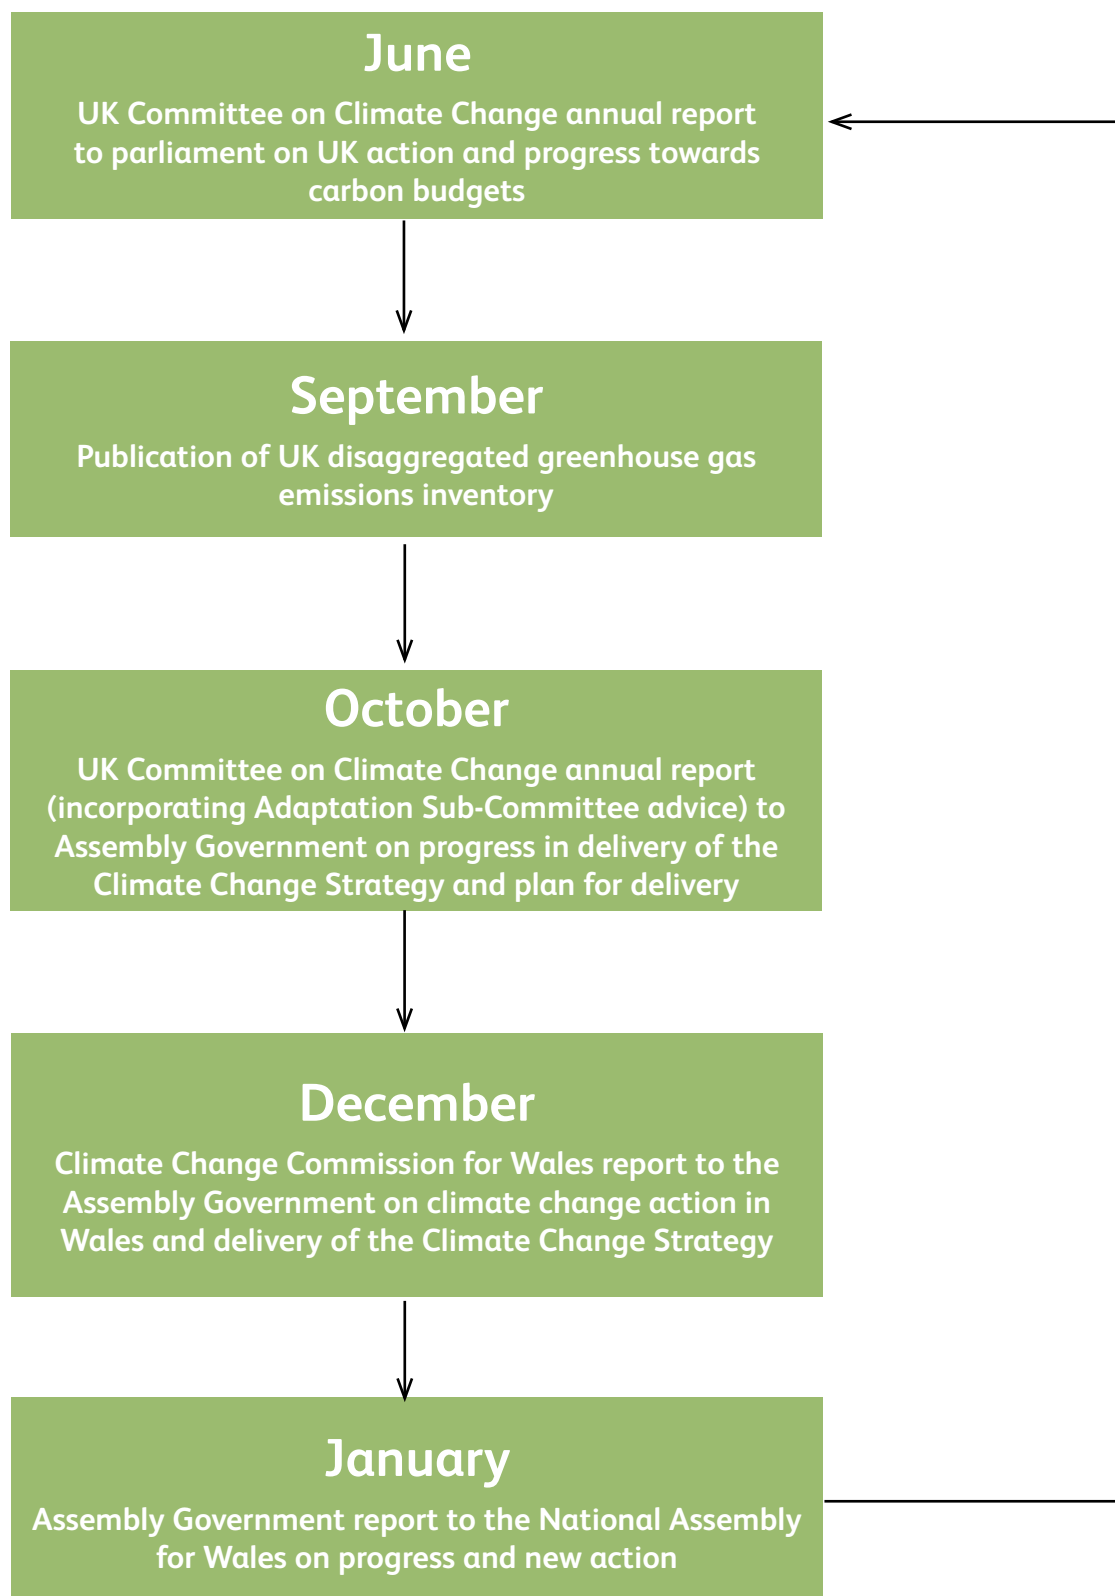 June
UK Committee on Climate Change annual report
to parliament on UK action and progress towards
carbon budgets
September
Publication of UK disaggregated greenhouse gas
emissions inventory
October
UK Committee on Climate Change annual report
(incorporating Adaptation Sub-Committee advice) to
Assembly Government on progress in delivery of the
Climate Change Strategy and plan for delivery
December
Climate Change Commission for Wales report to the
Assembly Government on climate change action in
Wales and delivery of the Climate Change Strategy
January
Assembly Government report to the National Assembly
for Wales on progress and new action